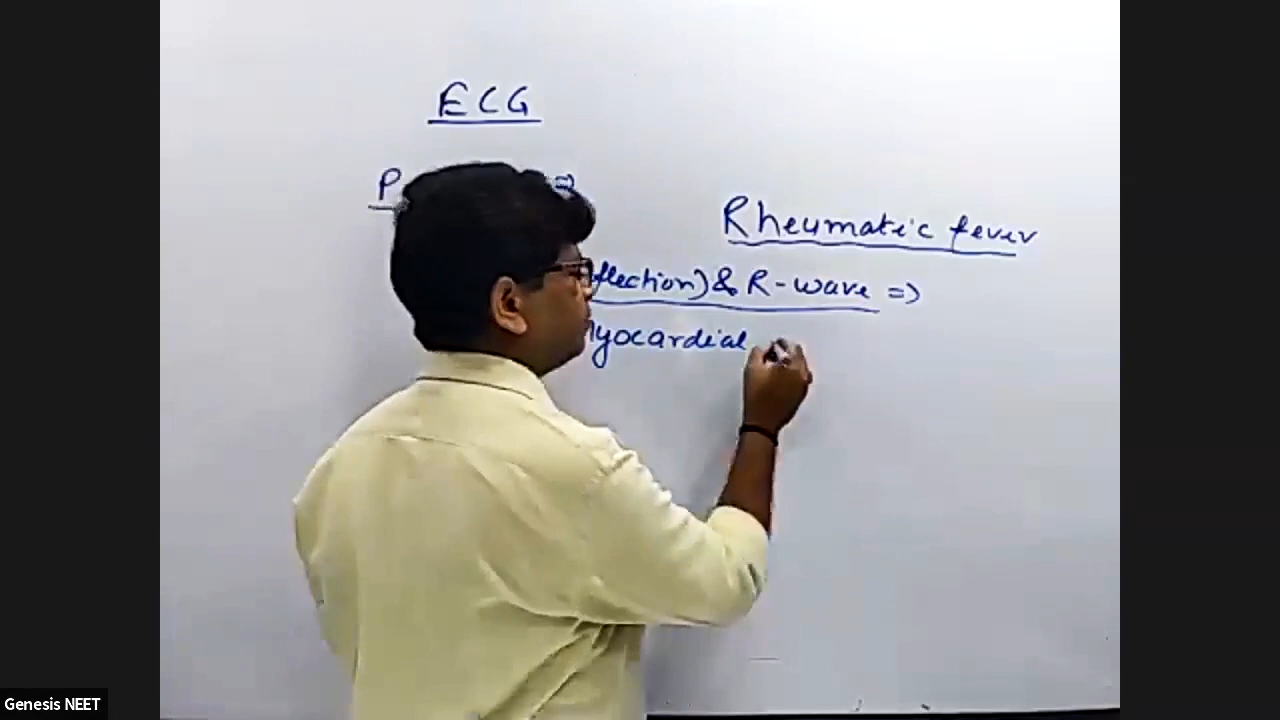 ECG
P =>
Rheumatic fever
flection) & R-wave =>
yocardial
Genesis NEET